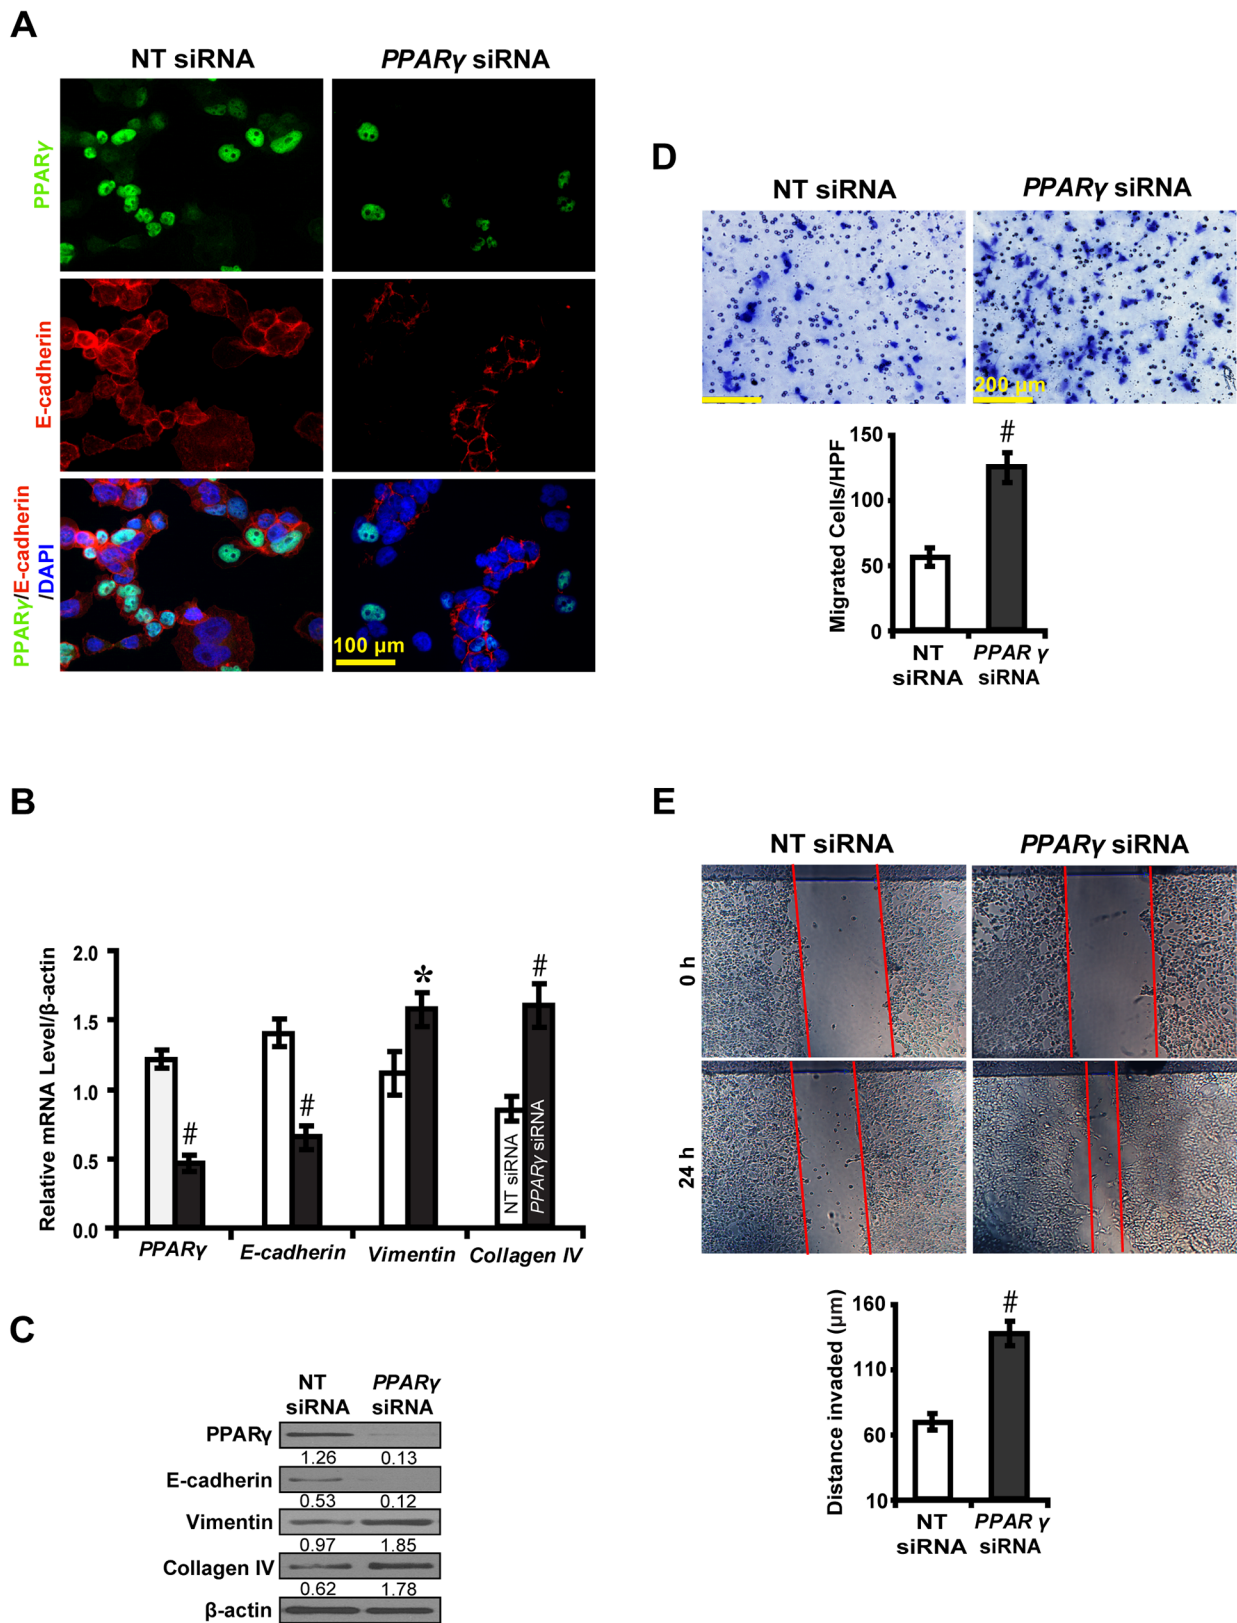 A
NT siRNA
PPARγ siRNA
PPARγ
E-cadherin
PPARγ/E-cadherin
/DAPI
100 µm
B
Relative mRNA Level/β-actin
2.0
1.5
1.0
0.5
0.0
#
#
*
#
NT siRNA
PPARγ siRNA
PPARγ
E-cadherin
Vimentin
Collagen IV
C
NT
siRNA
PPARγ
siRNA
PPARγ
1.26
0.13
E-cadherin
0.53
0.12
Vimentin
0.97
1.85
Collagen IV
0.62
1.78
β-actin
D
NT siRNA
PPARγ siRNA
200 µm
Migrated Cells/HPF
150
100
50
0
#
NT
siRNA
PPAR γ
siRNA
E
NT siRNA
PPARγ siRNA
0 h
24 h
Distance invaded (µm)
160
110
60
10
#
NT
siRNA
PPAR γ
siRNA